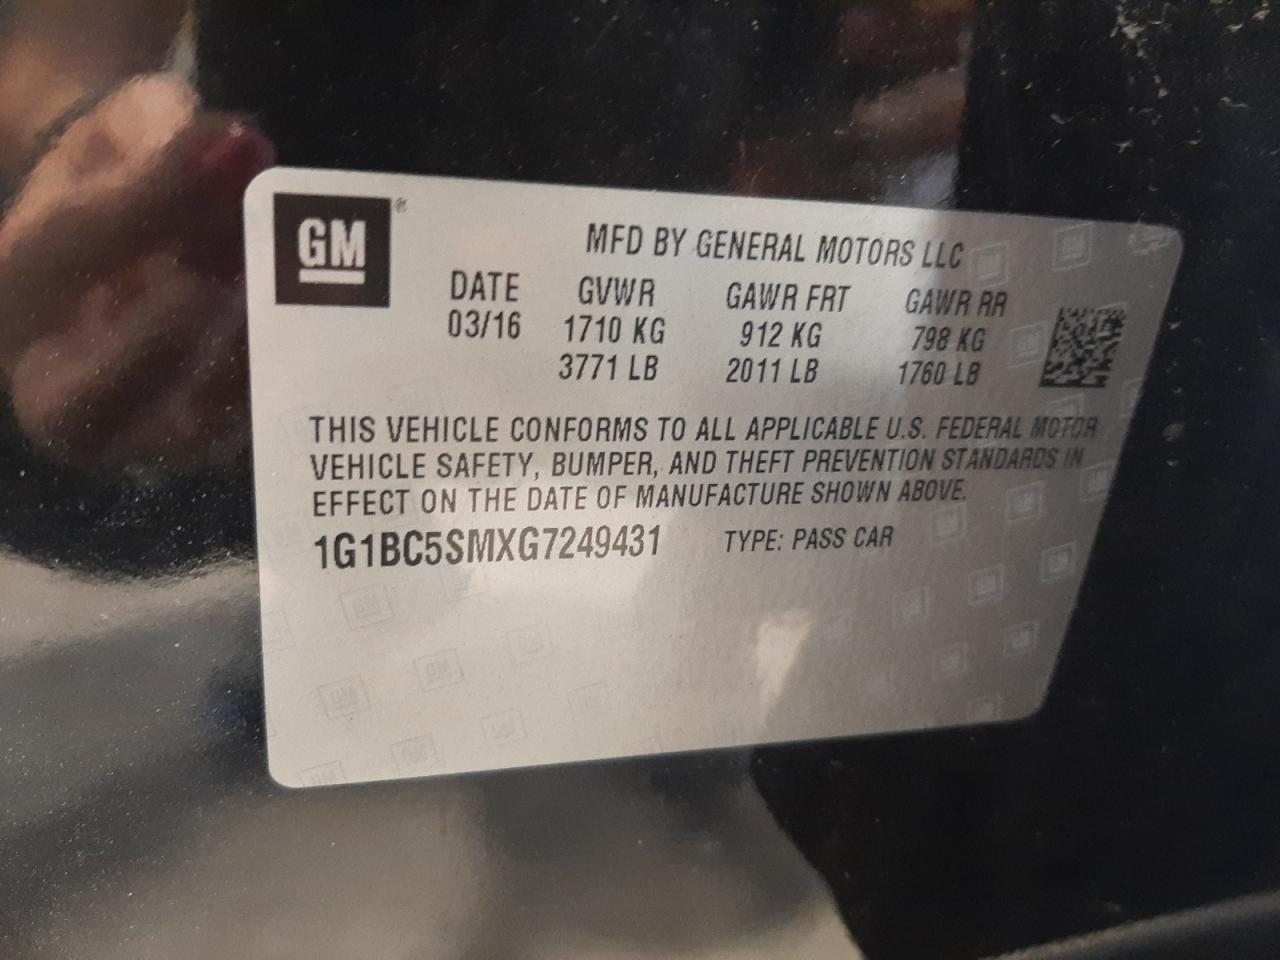 GM®
MFD BY GENERAL MOTORS LLC
DATE GVWR GAWR FRT GAWR RR
03/16 1710 KG 912 KG 798 KG
3771 LB 2011 LB 1760 LB
THIS VEHICLE CONFORMS TO ALL APPLICABLE U.S. FEDERAL MOTOR
VEHICLE SAFETY, BUMPER, AND THEFT PREVENTION STANDARDS IN
EFFECT ON THE DATE OF MANUFACTURE SHOWN ABOVE.
1G1BC5SMXG7249431 TYPE: PASS CAR